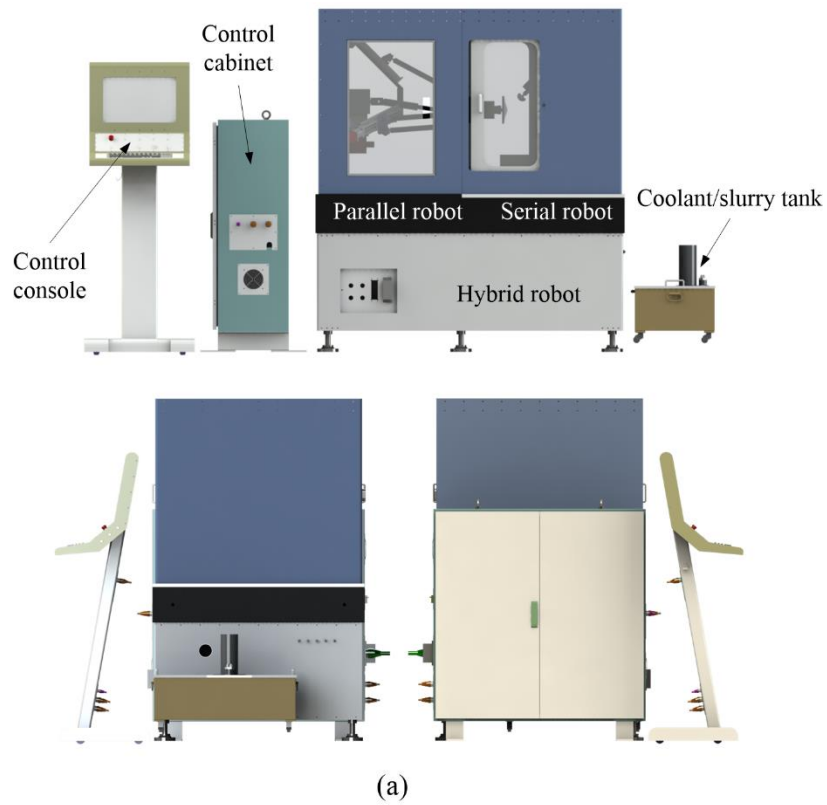 Control
cabinet
Parallel robot
Serial robot
Coolant/slurry tank
Control
console
Hybrid robot
(a)